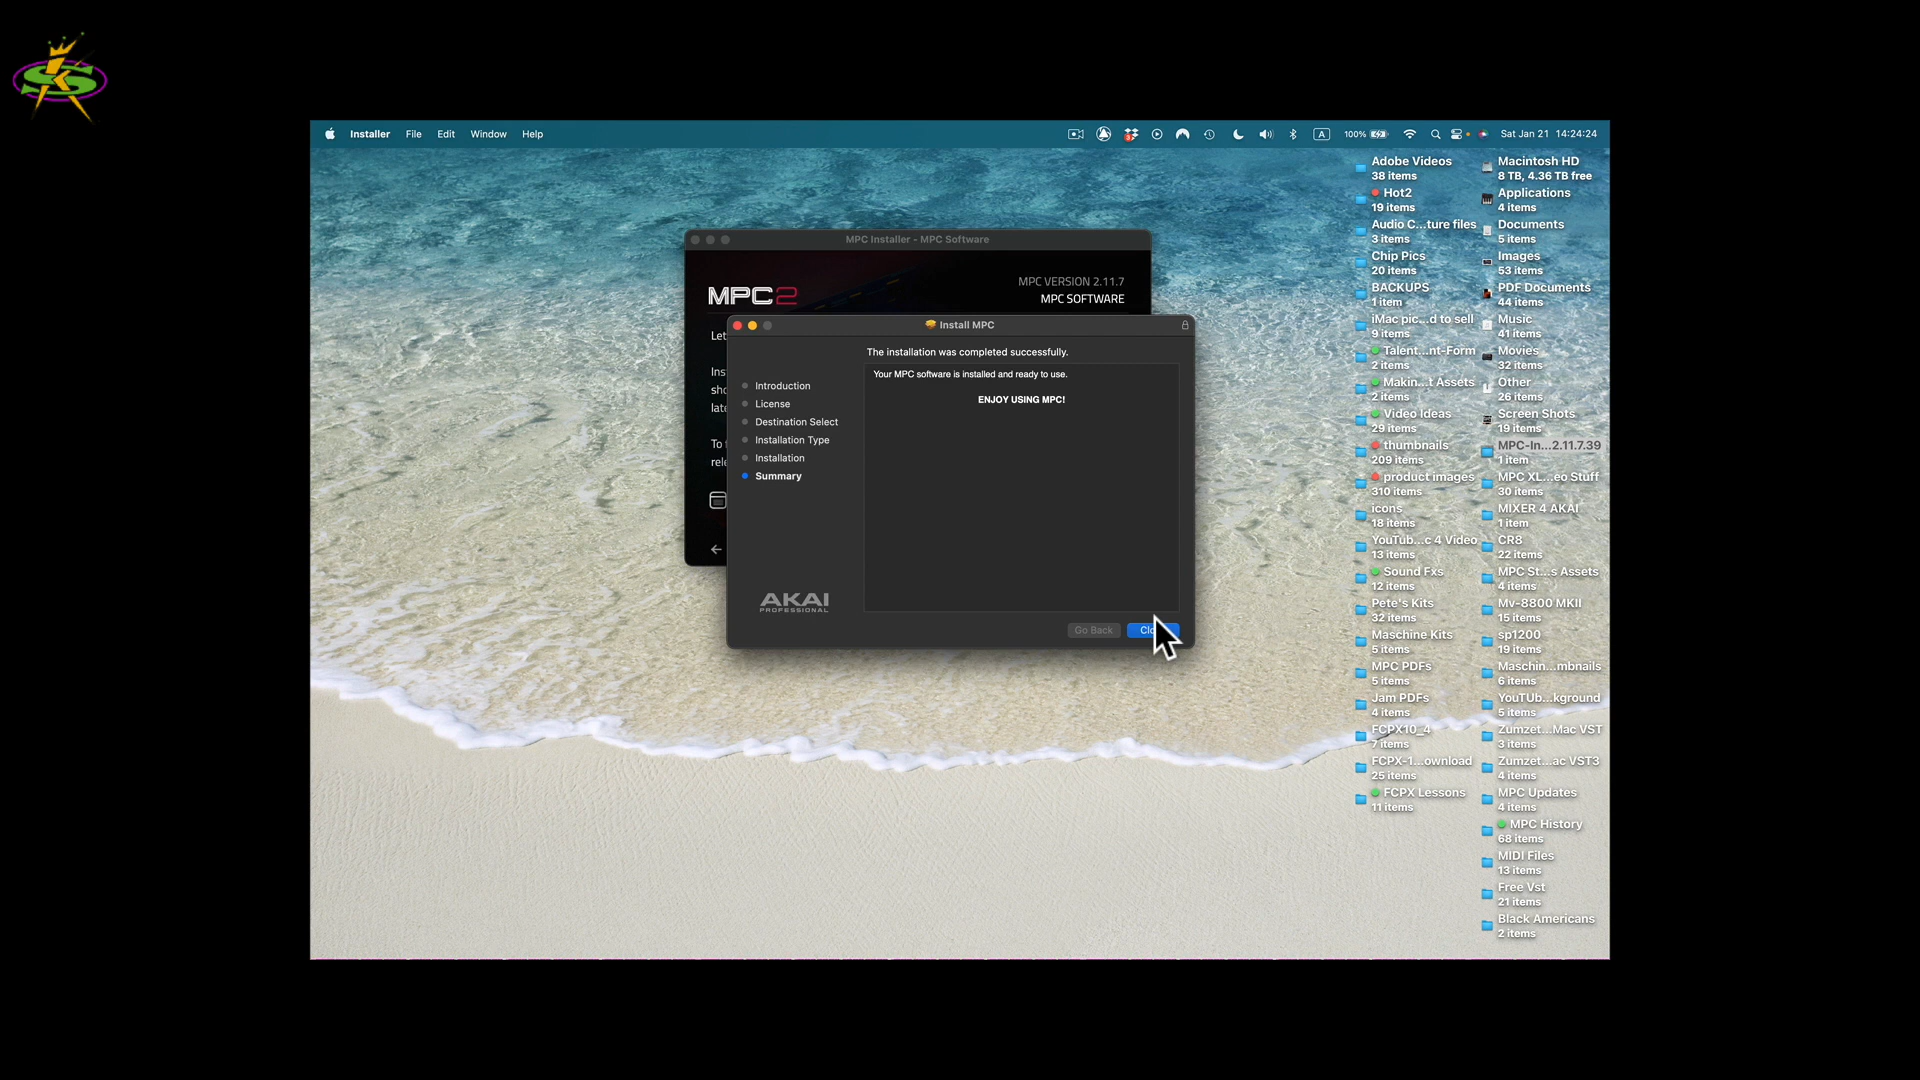 Installer File Edit Window Help
A 100% Sat Jan 21 14:24:24
MPC Installer - MPC Software
MPC2
MPC VERSION 2.11.7
MPC SOFTWARE
Install MPC
The installation was completed successfully.
Introduction
License
Destination Select
Installation Type
Installation
Summary
Your MPC software is installed and ready to use.
ENJOY USING MPC!
AKAI
PROFESSIONAL
Go Back
Adobe Videos
38 items
Hot2
19 items
Audio C...ture files
3 items
Chip Pics
20 items
BACKUPS
1 item
iMac pic...d to sell
9 items
Talent...nt-Form
2 items
Makin...t Assets
2 items
Video Ideas
29 items
thumbnails
209 items
product images
310 items
icons
18 items
YouTub...c 4 Video
13 items
Sound Fxs
12 items
Pete's Kits
32 items
Maschine Kits
5 items
MPC PDFs
5 items
Jam PDFs
4 items
FCPX10_4
7 items
FCPX-1...ownload
25 items
FCPX Lessons
11 items
Macintosh HD
8 TB, 4.36 TB free
Applications
4 items
Documents
5 items
Images
53 items
PDF Documents
44 items
Music
41 items
Movies
32 items
Other
26 items
Screen Shots
19 items
MPC-In...2.11.7.39
1 item
MPC XL...eo Stuff
30 items
MIXER 4 AKAI
1 item
CR8
22 items
MPC St...s Assets
4 items
Mv-8800 MKII
15 items
sp1200
19 items
Maschin...mbnails
6 items
YouTUb...kground
5 items
Zumzet...Mac VST
3 items
Zumzet...ac VST3
4 items
MPC Updates
4 items
MPC History
68 items
MIDI Files
13 items
Free Vst
21 items
Black Americans
2 items